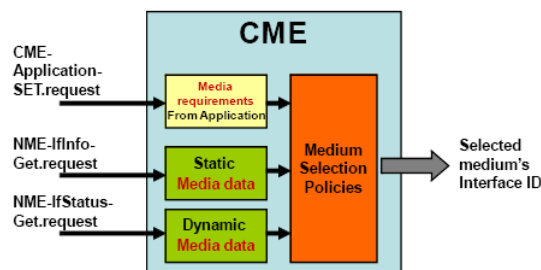 CME
CME-
Application-
SET.request
Media
requirements
From Application
NME-IfInfo-
Get.request
Static
Media data
NME-IfStatus-
Get.request
Dynamic
Media data
Medium
Selection
Policies
Selected
medium's
Interface ID